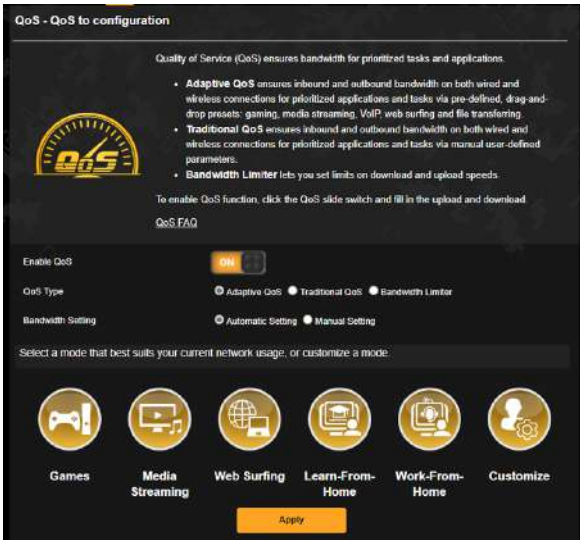 QoS - QoS to configuration
Quality of Service (QoS) ensures bandwidth for prioritized tasks and applications.
• Adaptive QoS ensures inbound and outbound bandwidth on both wired and
wireless connections for prioritized applications and tasks via pre-defined, drag-and-
drop presets: gaming, media streaming, VoIP, web surfing and file transferring.
• Traditional QoS ensures inbound and outbound bandwidth on both wired and
wireless connections for prioritized applications and tasks via manual user-defined
parameters.
• Bandwidth Limiter lets you set limits on download and upload speeds.
QoS
To enable QoS function, click the QoS slide switch and fill in the upload and download.
QoS FAQ
Enable QoS ON
QoS Type Adaptive QoS Traditional QoS Bandwidth Limiter
Bandwidth Setting Automatic Setting Manual Setting
Select a mode that best suits your current network usage, or customize a mode.
Games Media Web Surfing Learn-From- Work-From- Customize
Streaming Home Home
Apply